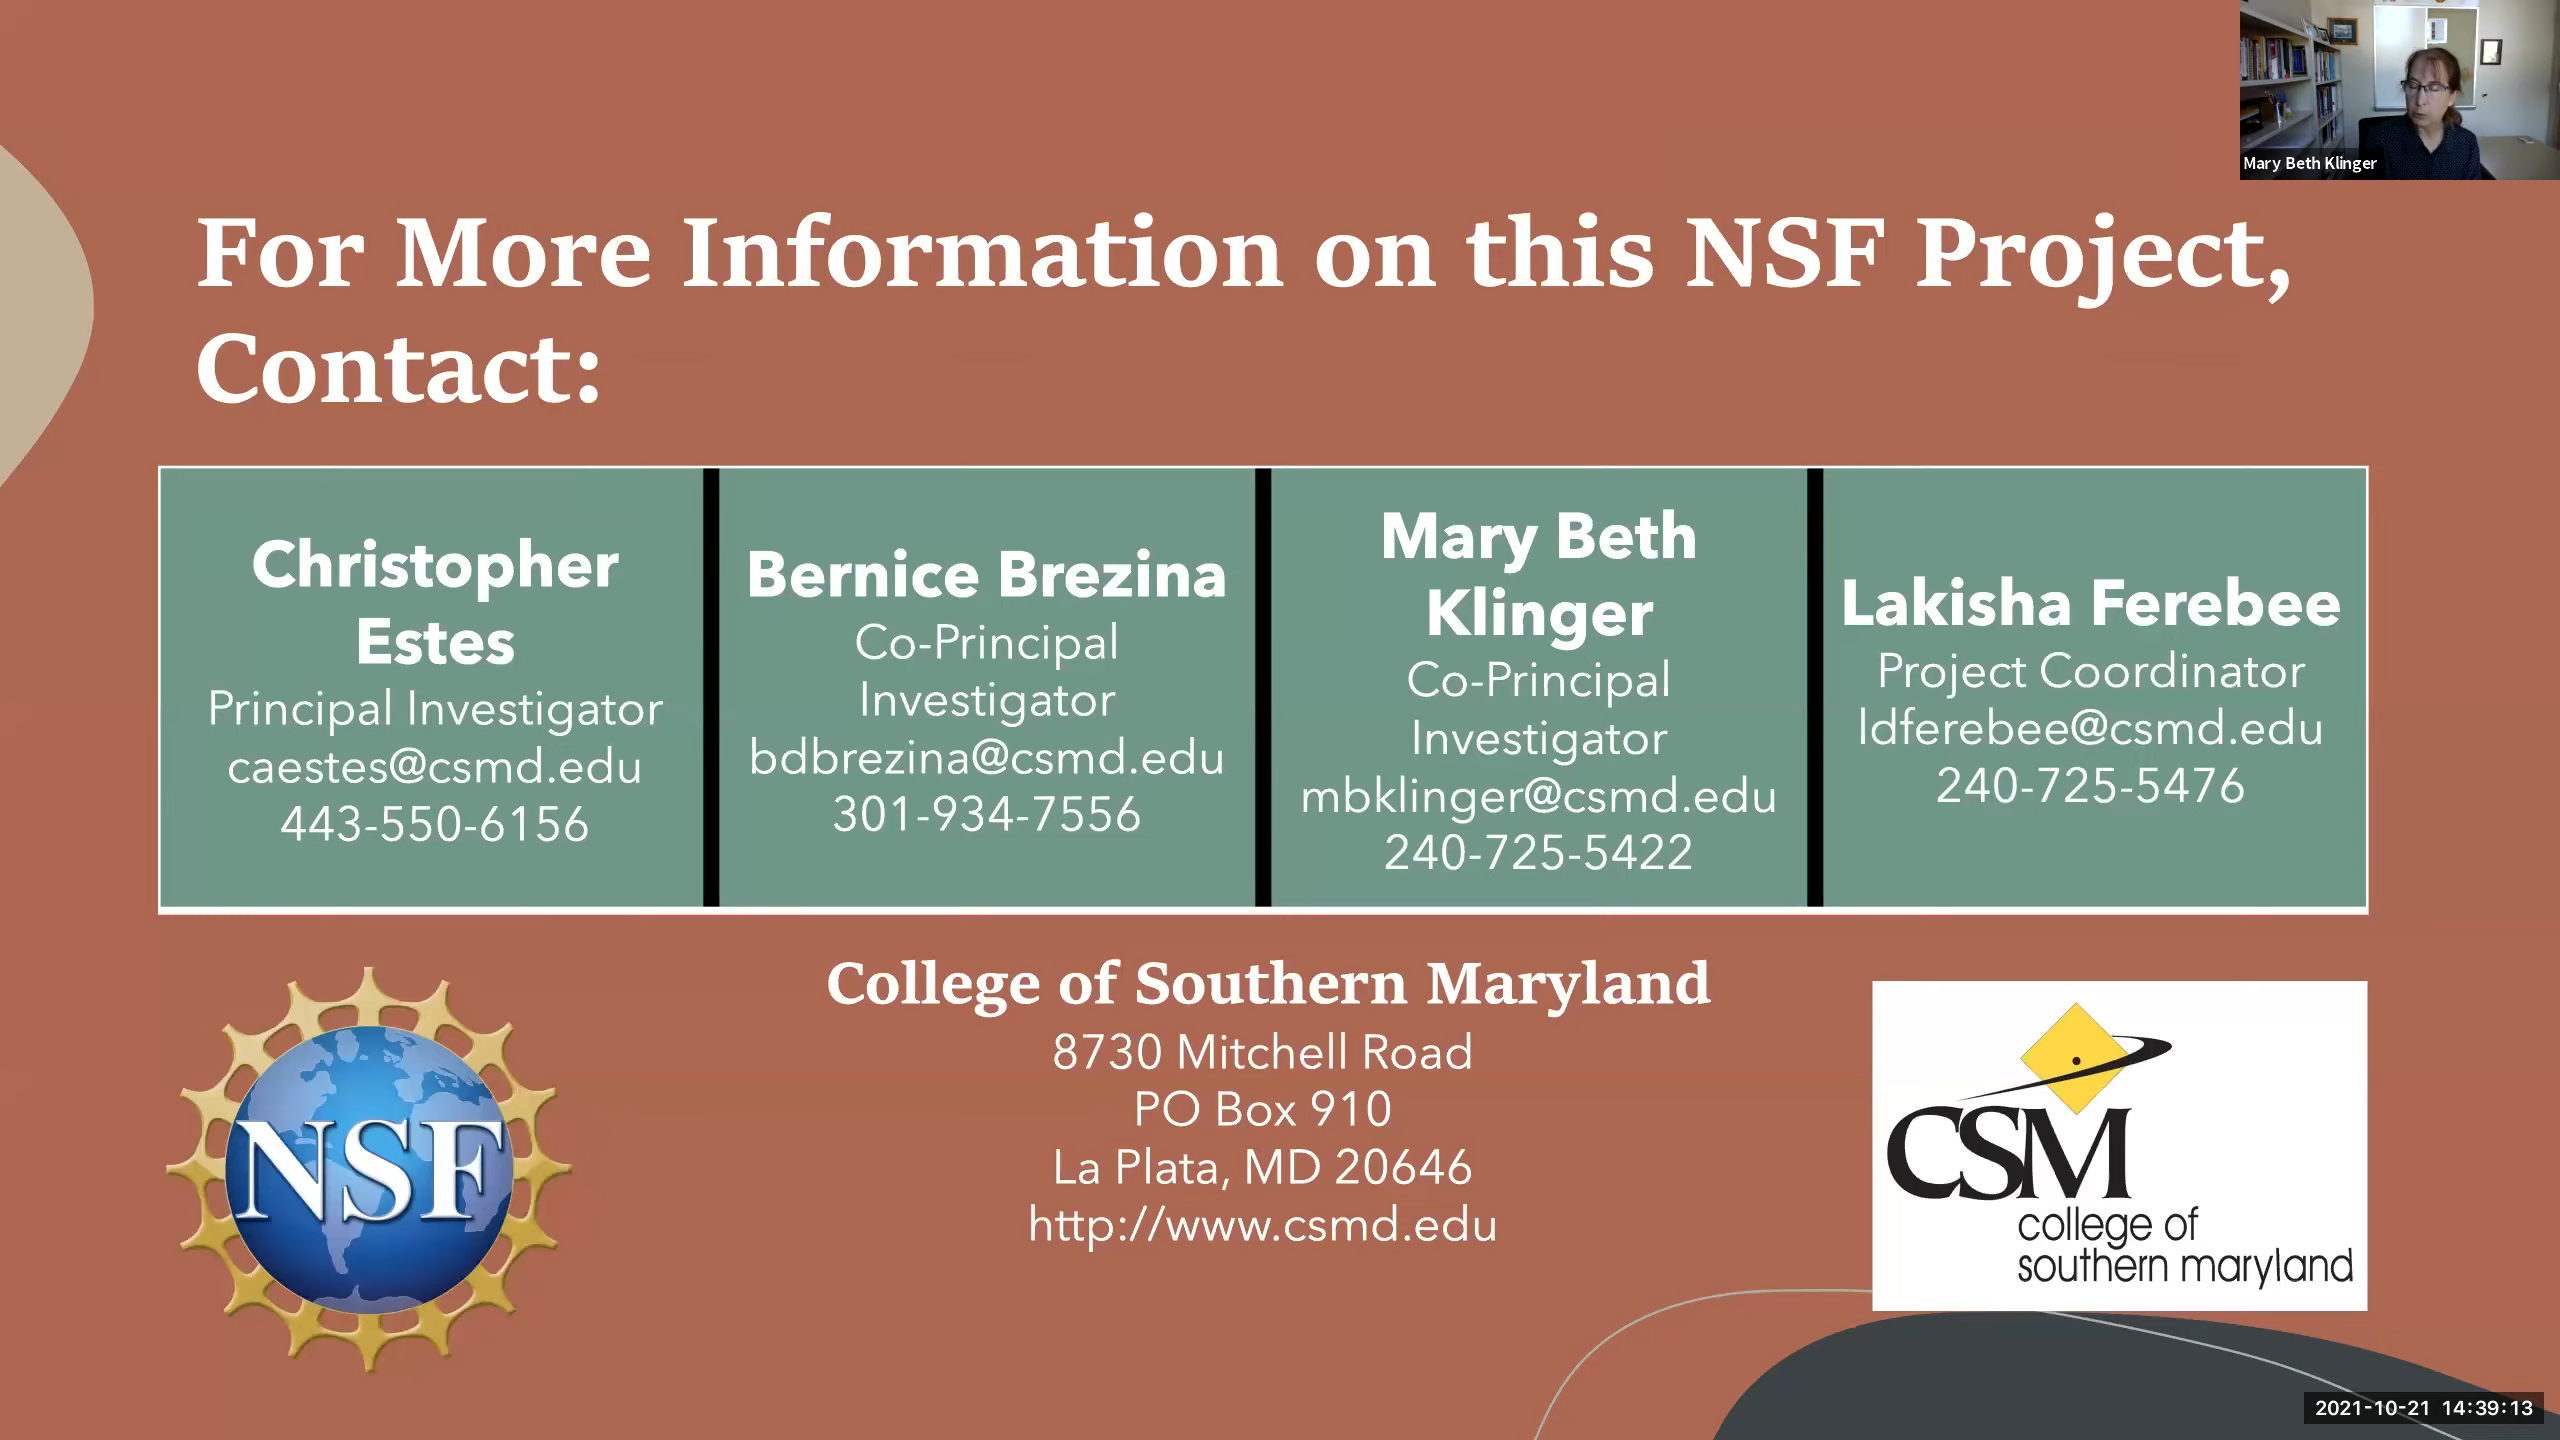 Mary Beth Klinger
For More Information on this NSF Project,
Contact:
Christopher
Estes
Principal Investigator
caestes@csmd.edu
443-550-6156
Bernice Brezina
Co-Principal
Investigator
bdbrezina@csmd.edu
301-934-7556
Mary Beth
Klinger
Co-Principal
Investigator
mbklinger@csmd.edu
240-725-5422
Lakisha Ferebee
Project Coordinator
ldferebee@csmd.edu
240-725-5476
NSF
College of Southern Maryland
8730 Mitchell Road
PO Box 910
La Plata, MD 20646
http://www.csmd.edu
CSM
college of
southern maryland
2021-10-21 14:39:13